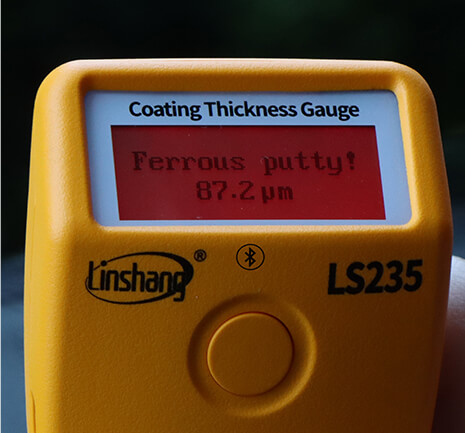 Coating Thickness Gauge
Ferrous putty!
87.2 μm
Linshang®
LS235